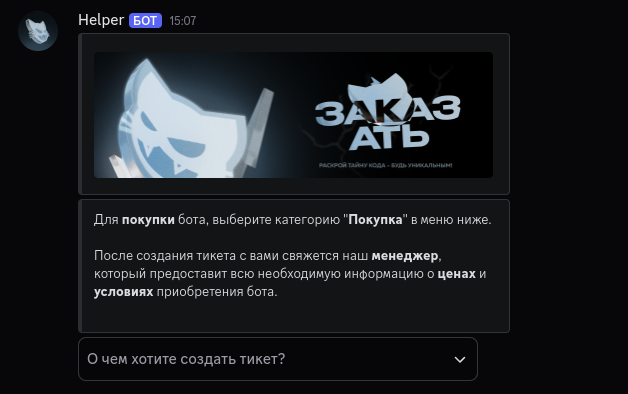 Helper БОТ 15:07
ЗАКАЗ
АТЬ
РАСКРОЙ ТАЙНУ КОДА - БУДЬ УНИКАЛЬНЫМ!
Для покупки бота, выберите категорию "Покупка" в меню ниже.
После создания тикета с вами свяжется наш менеджер,
который предоставит всю необходимую информацию о ценах и
условиях приобретения бота.
О чем хотите создать тикет?